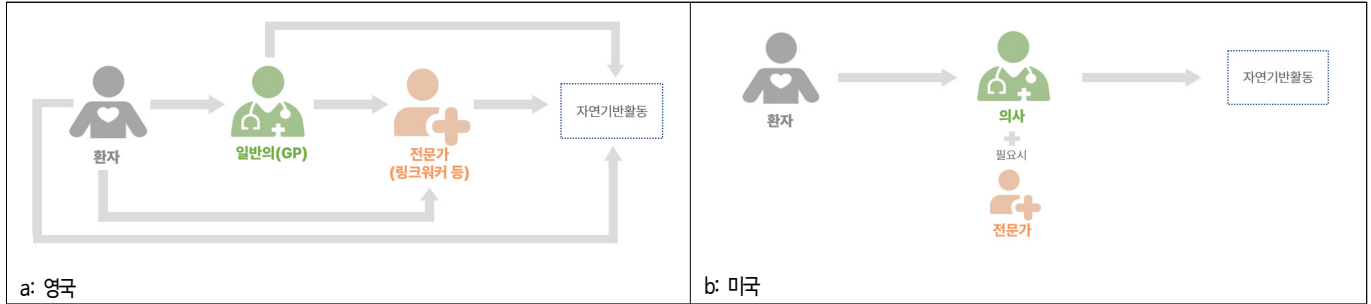 환자
일반의(GP)
전문가
(링크워커 등)
자연기반활동
a: 영국
환자
의사
필요시
전문가
자연기반활동
b: 미국